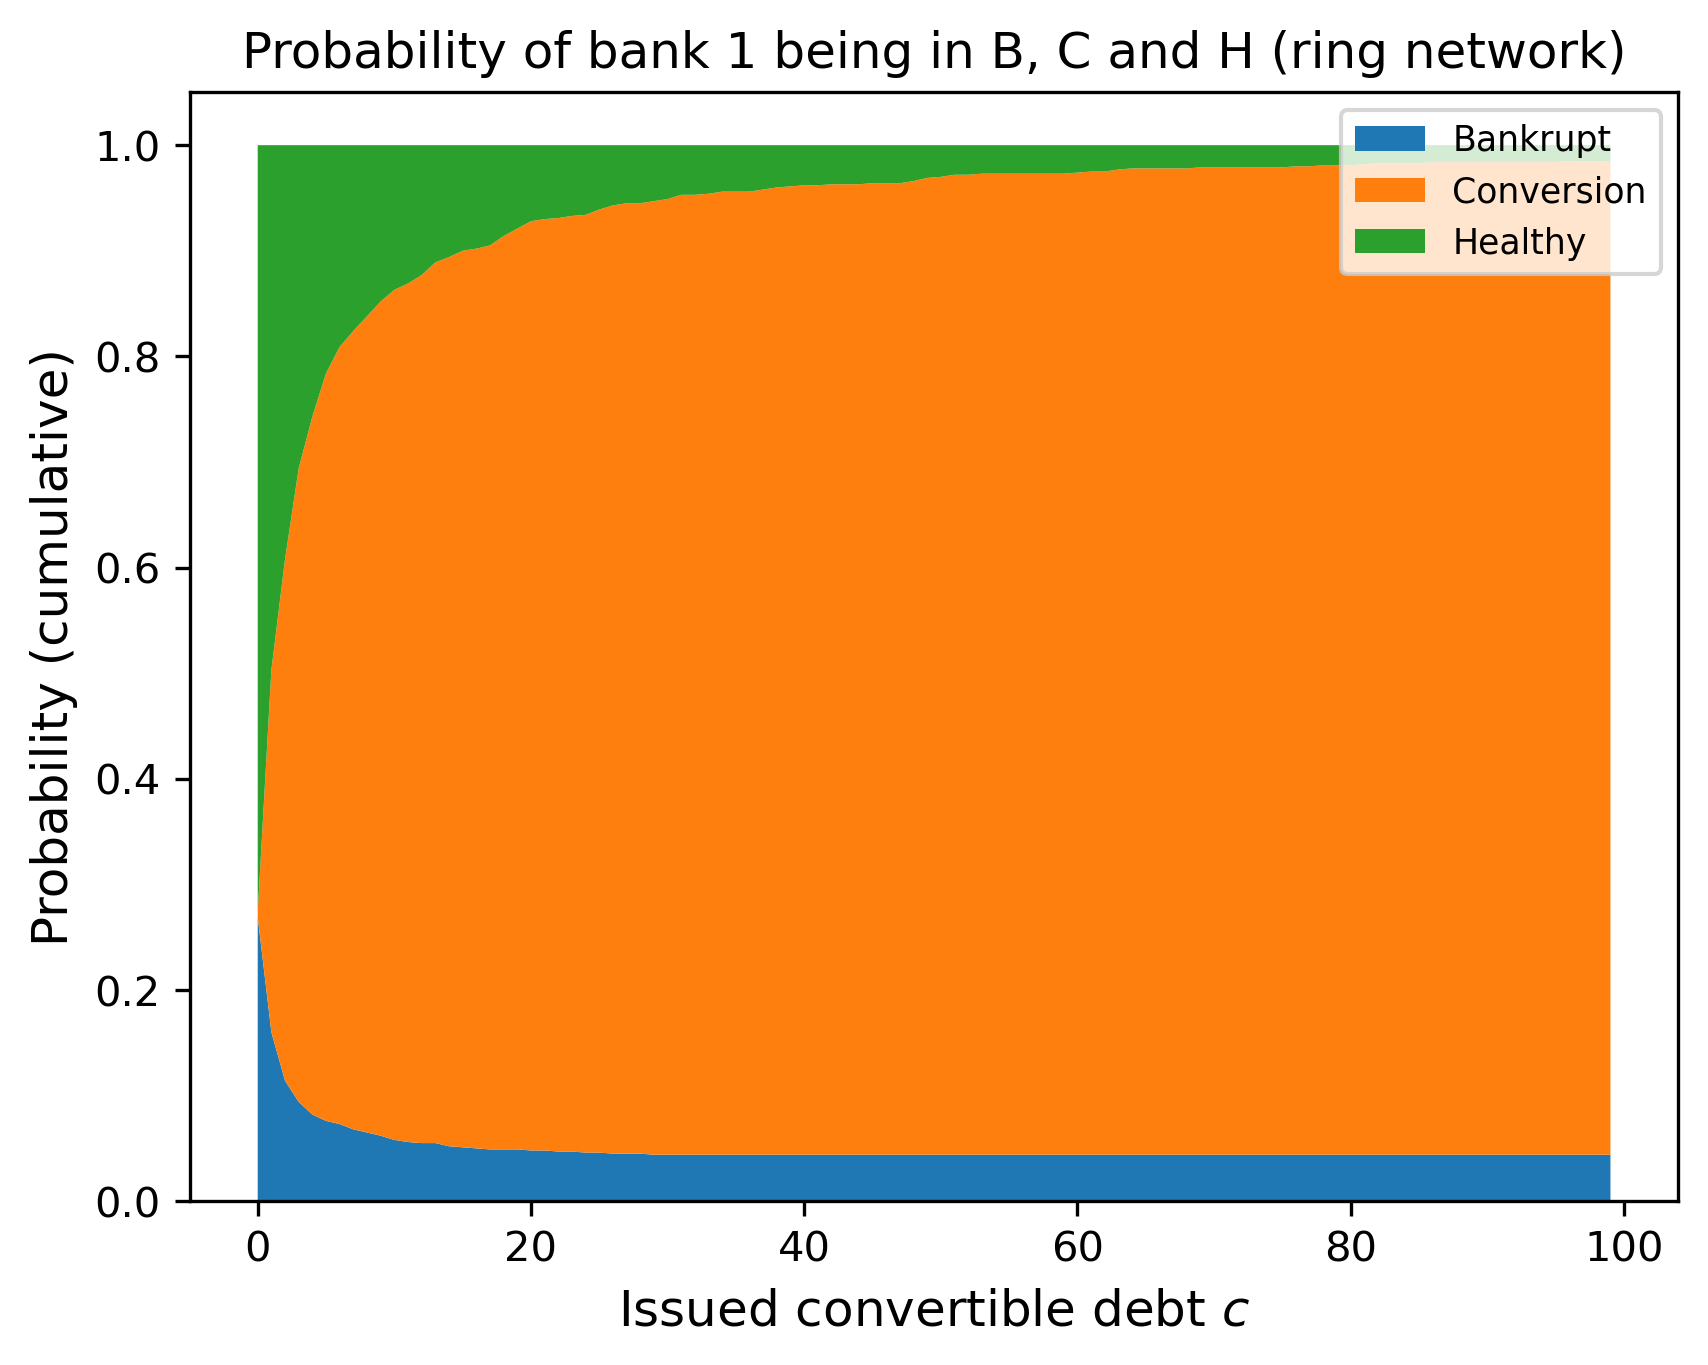 Probability of bank 1 being in B, C and H (ring network)
Bankrupt
Conversion
Healthy
Probability (cumulative)
1.0
0.8
0.6
0.4
0.2
0.0
0 20 40 60 80 100
Issued convertible debt c